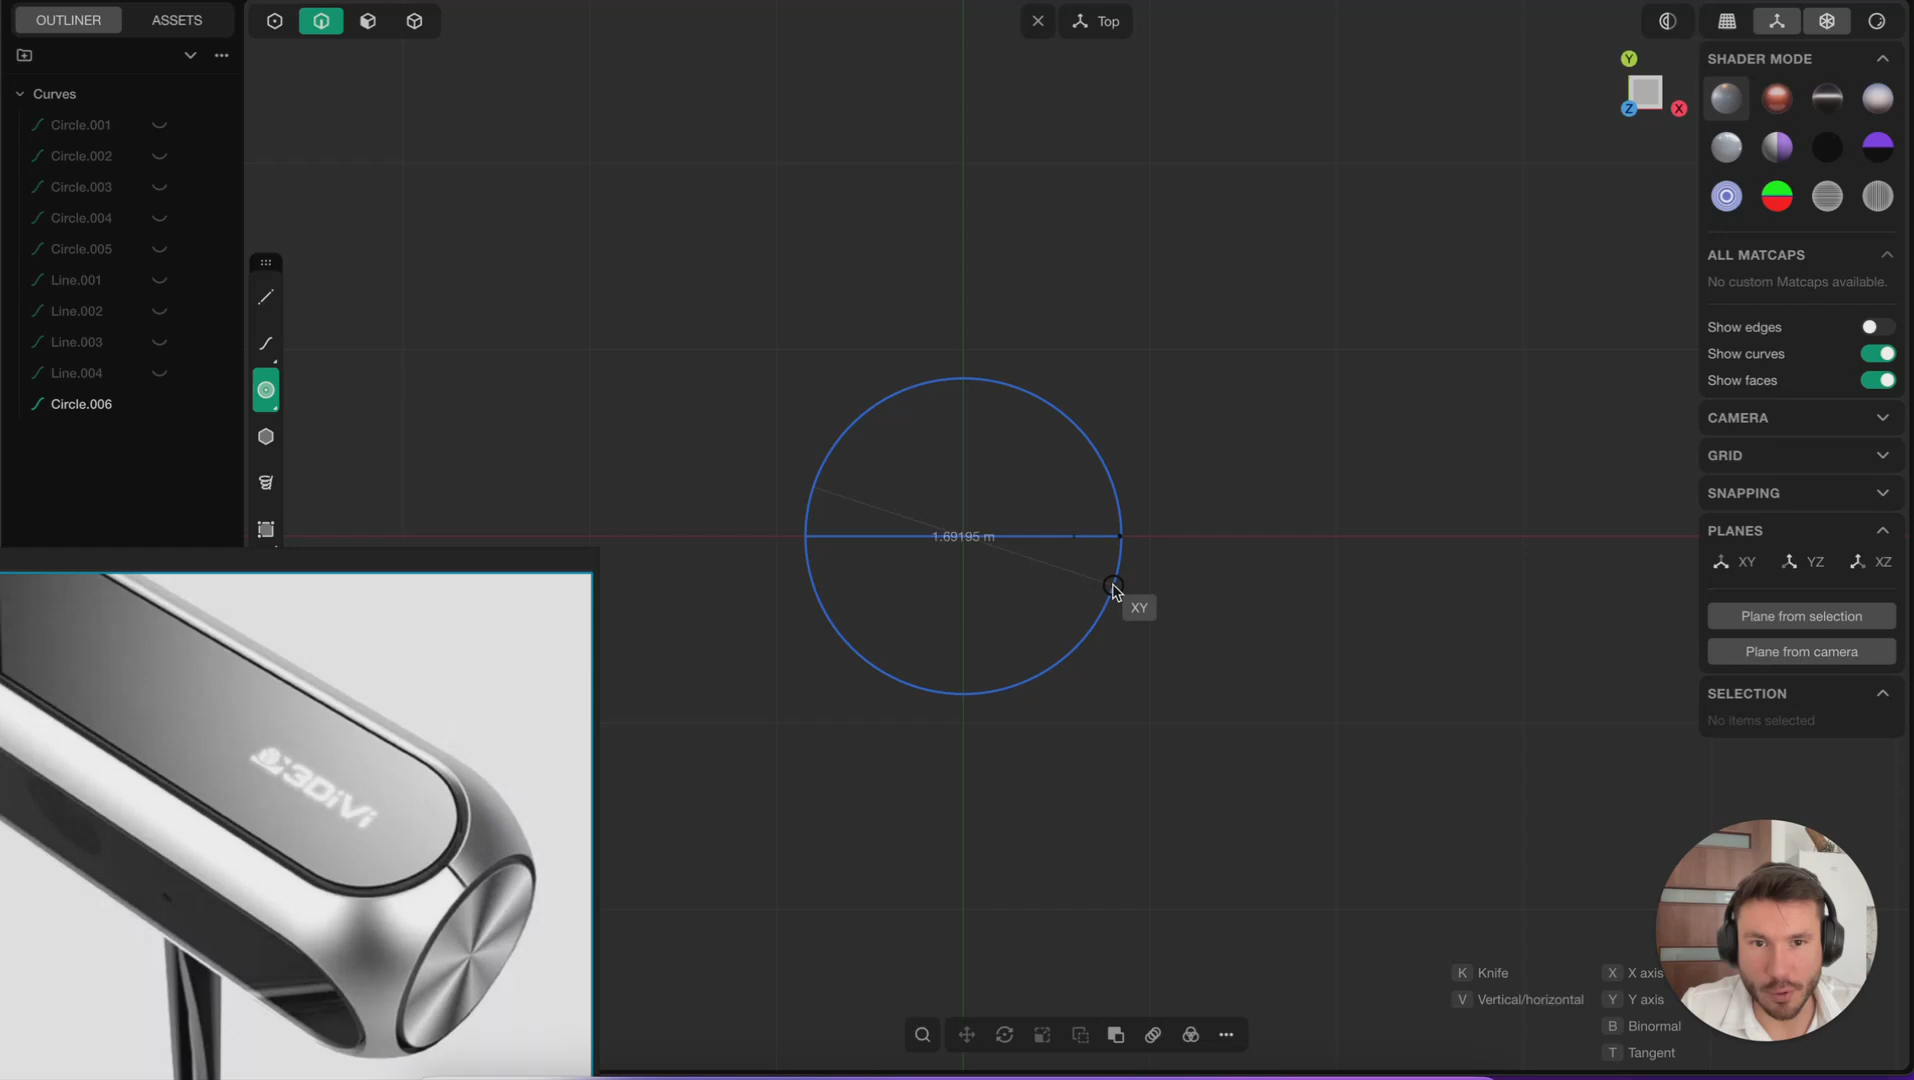 OUTLINER
ASSETS
Top
Curves
Circle.001
Circle.002
Circle.003
Circle.004
Circle.005
Line.001
Line.002
Line.003
Line.004
Circle.006
1.69195 m
XY
3DiVi
Y
Z
X
SHADER MODE
ALL MATCAPS
No custom Matcaps available.
Show edges
Show curves
Show faces
CAMERA
GRID
SNAPPING
PLANES
XY
YZ
XZ
Plane from selection
Plane from camera
SELECTION
No items selected
K Knife
X X axis
V Vertical/horizontal
Y Y axis
B Binormal
T Tangent